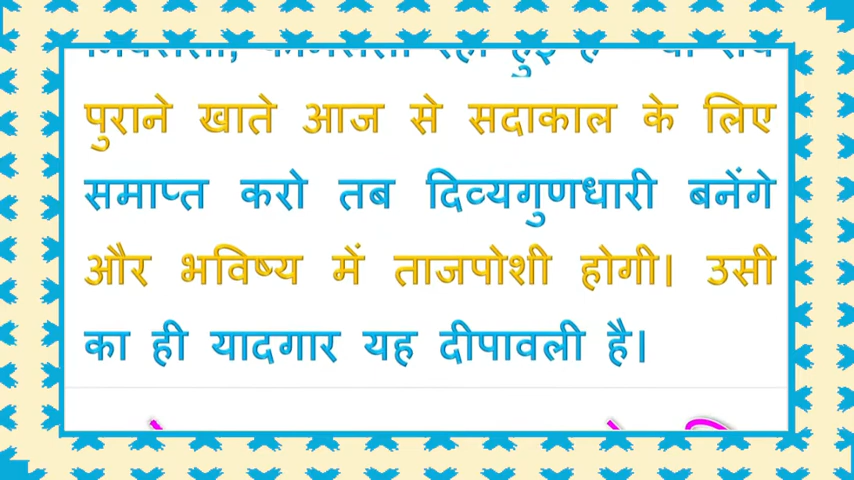 पुराने खाते आज से सदाकाल के लिए
समाप्त करो तब दिव्यगुणधारी बनेंगे
और भविष्य में ताजपोशी होगी। उसी
का ही यादगार यह दीपावली है।